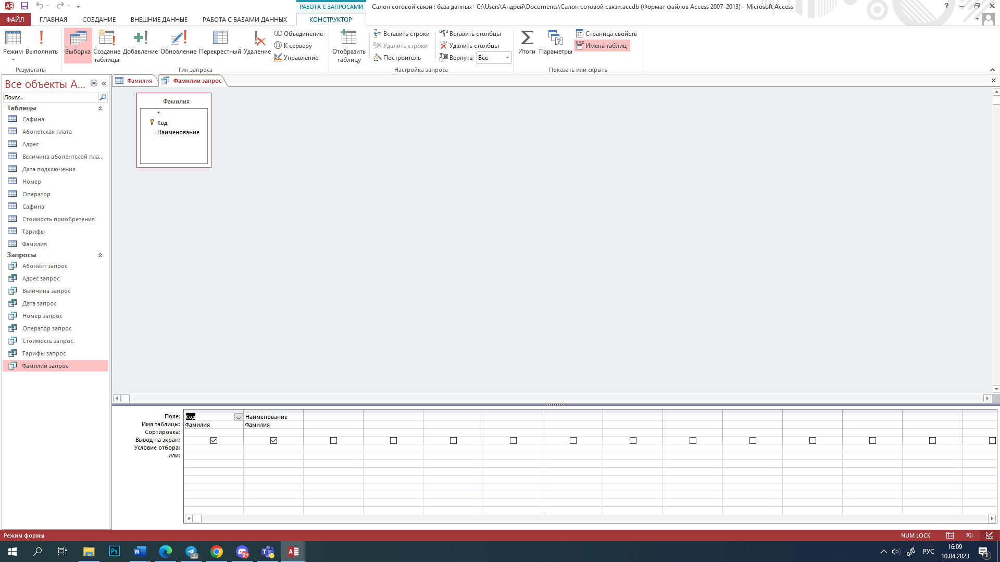 РАБОТА С ЗАПРОСАМИ
Салон сотовой связи : база данных- C:\Users\Андрей\Documents\Салон сотовой связи.accdb (Формат файлов Access 2007–2013) - Microsoft Access
?
ФАЙЛ ГЛАВНАЯ СОЗДАНИЕ ВНЕШНИЕ ДАННЫЕ РАБОТА С БАЗАМИ ДАННЫХ КОНСТРУКТОР
Режим
Выполнить
Результаты
Выборка
Создание
таблицы
Добавление
Обновление
Перекрестный
Удаление
Объединение
К серверу
Управление
Тип запроса
Отобразить
таблицу
Вставить строки
Удалить строки
Построитель
Вставить столбцы
Удалить столбцы
Вернуть: Все
Настройка запроса
Итоги
Параметры
Страница свойств
XYZ
Имена таблиц
Показать или скрыть
Все объекты A...
Поиск...
Таблицы
Cафина
Абонетская плата
Адрес
Величина абонентской пла...
Дата подключения
Номер
Оператор
Сафина
Стоимость приобретения
Тарифы
Фамилия
Запросы
Абонент запрос
Адрес запрос
Величина запрос
Дата запрос
Номер запрос
Оператор запрос
Стоимость запрос
Тарифы запрос
Фамилии запрос
Фамилия Фамилии запрос
Фамилия
*
Код
Наименование
Поле: Код Наименование
Имя таблицы: Фамилия Фамилия
Сортировка:
Вывод на экран:
Условие отбора:
или:
Режим формы NUM LOCK SQL
Ps
W
.22
9+
A
РУС
16:09
10.04.2023
1